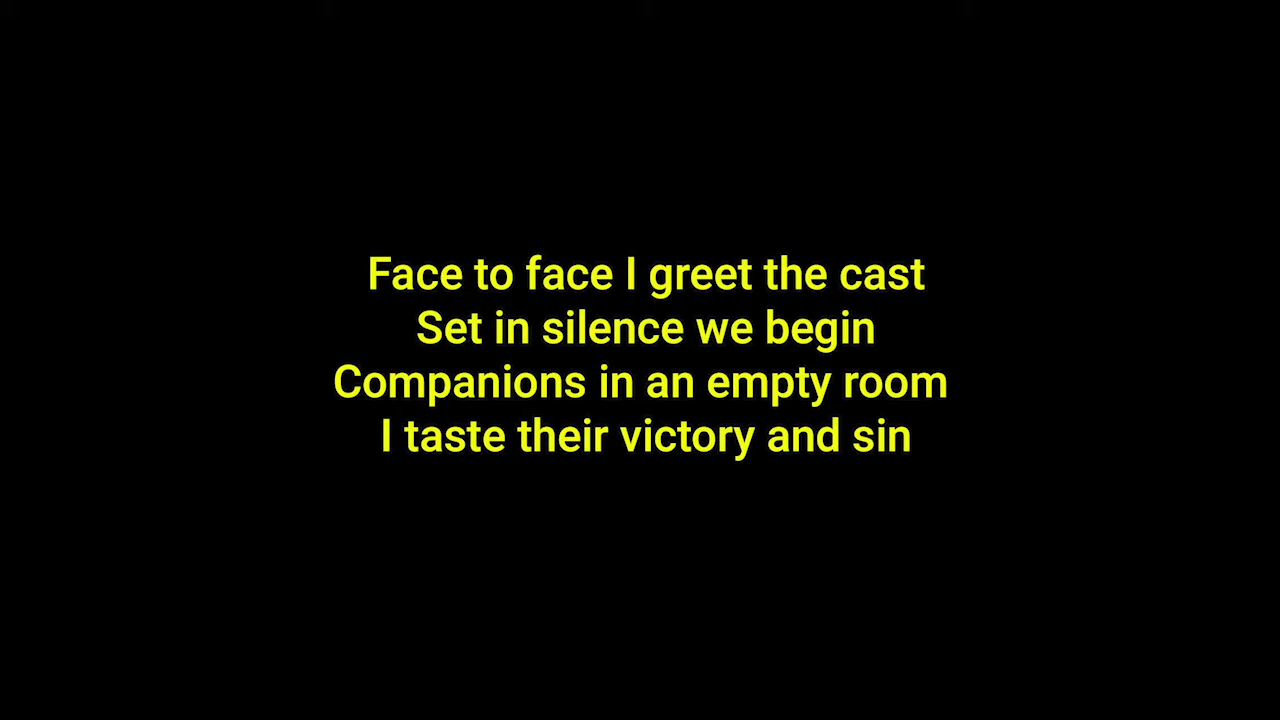 Face to face I greet the cast
Set in silence we begin
Companions in an empty room
I taste their victory and sin